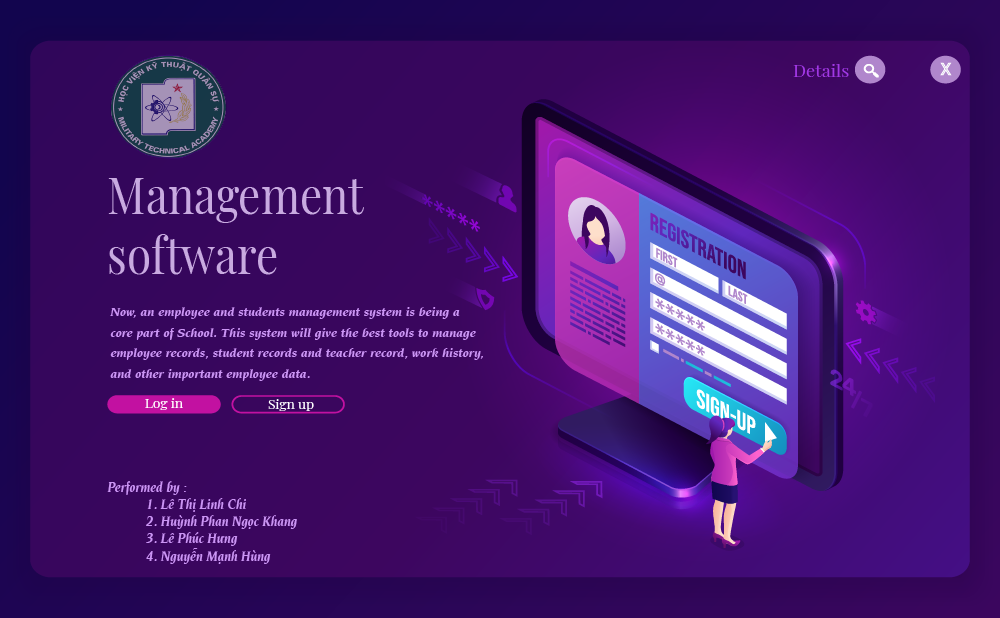 HỌC VIỆN KỸ THUẬT QUÂN SỰ
MILITARY TECHNICAL ACADEMY
Details
X
Management
software
Now, an employee and students management system is being a
core part of School. This system will give the best tools to manage
employee records, student records and teacher record, work history,
and other important employee data.
Log in
Sign up
Performed by :
1. Lê Thị Linh Chi
2. Huỳnh Phan Ngọc Khang
3. Lê Phúc Hưng
4. Nguyễn Mạnh Hùng
*****
REGISTRATION
FIRST
LAST
@
*****
*****
SIGN-UP
24/7